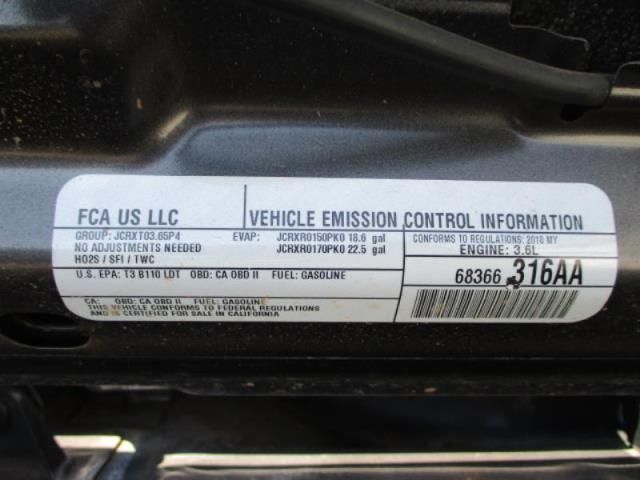 FCA US LLC
VEHICLE EMISSION CONTROL INFORMATION
GROUP: JCRXT03.65P4
NO ADJUSTMENTS NEEDED
HO2S / SFI / TWC
EVAP: JCRXR0150PK0 18.6 gal
JCRXR0170PK0 22.5 gal
CONFORMS TO REGULATIONS: 2018 MY
ENGINE: 3.6L
U.S. EPA: T3 B110 LDT OBD: CA OBD II FUEL: GASOLINE
68366 316AA
CA: OBD: CA OBD II FUEL: GASOLINE
THIS VEHICLE CONFORMS TO FEDERAL REGULATIONS
AND IS CERTIFIED FOR SALE IN CALIFORNIA